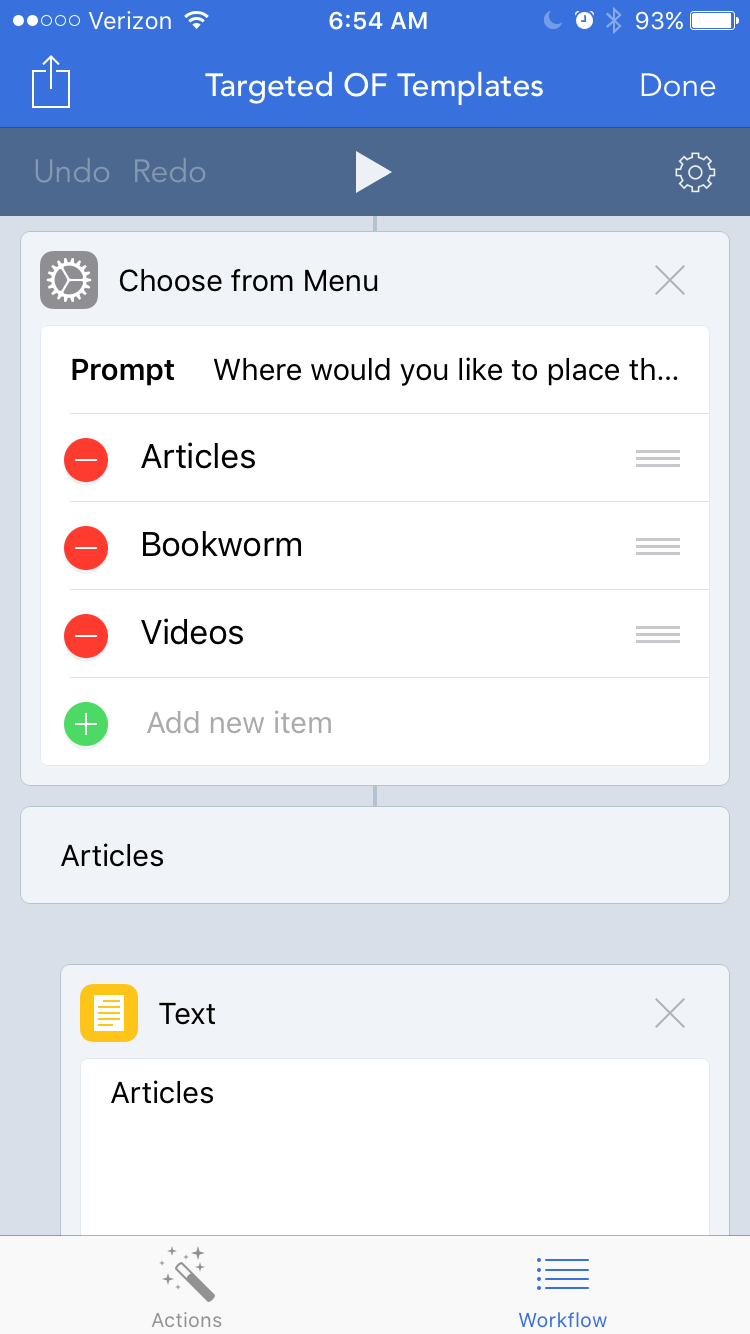 Verizon 6:54 AM 93%
Targeted OF Templates Done
Undo Redo
Choose from Menu
Prompt Where would you like to place th...
Articles
Bookworm
Videos
Add new item
Articles
Text
Articles
Actions Workflow